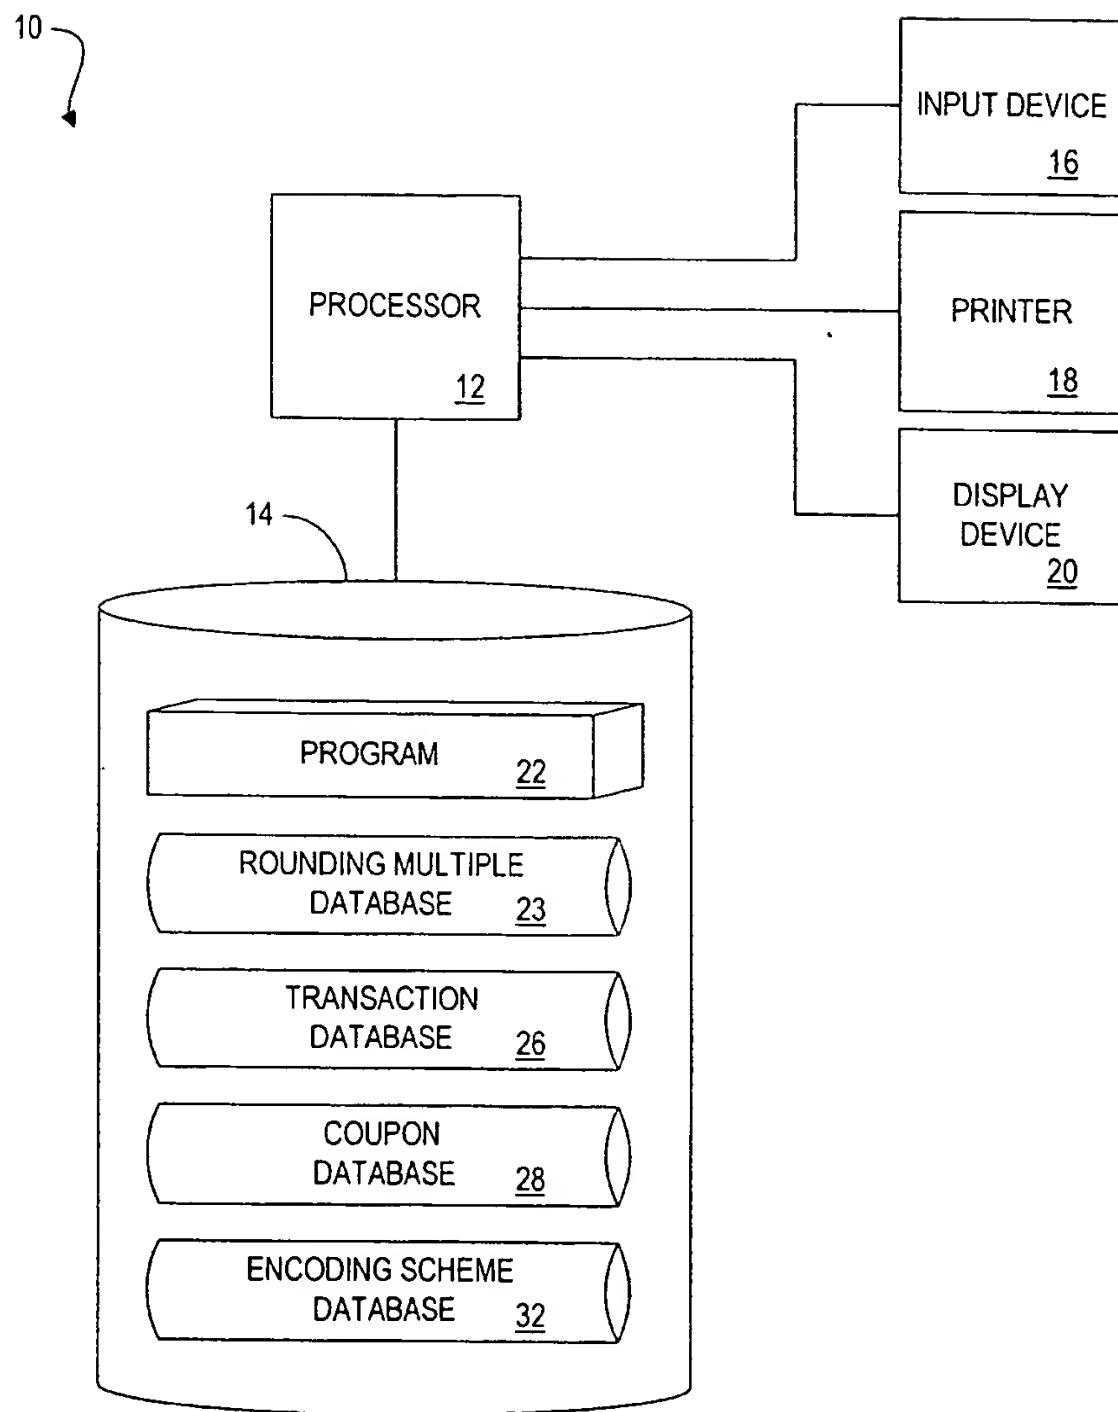 10
INPUT DEVICE
16
PROCESSOR
12
PRINTER
18
DISPLAY
DEVICE
20
14
PROGRAM
22
ROUNDING MULTIPLE
DATABASE 23
TRANSACTION
DATABASE 26
COUPON
DATABASE 28
ENCODING SCHEME
DATABASE 32